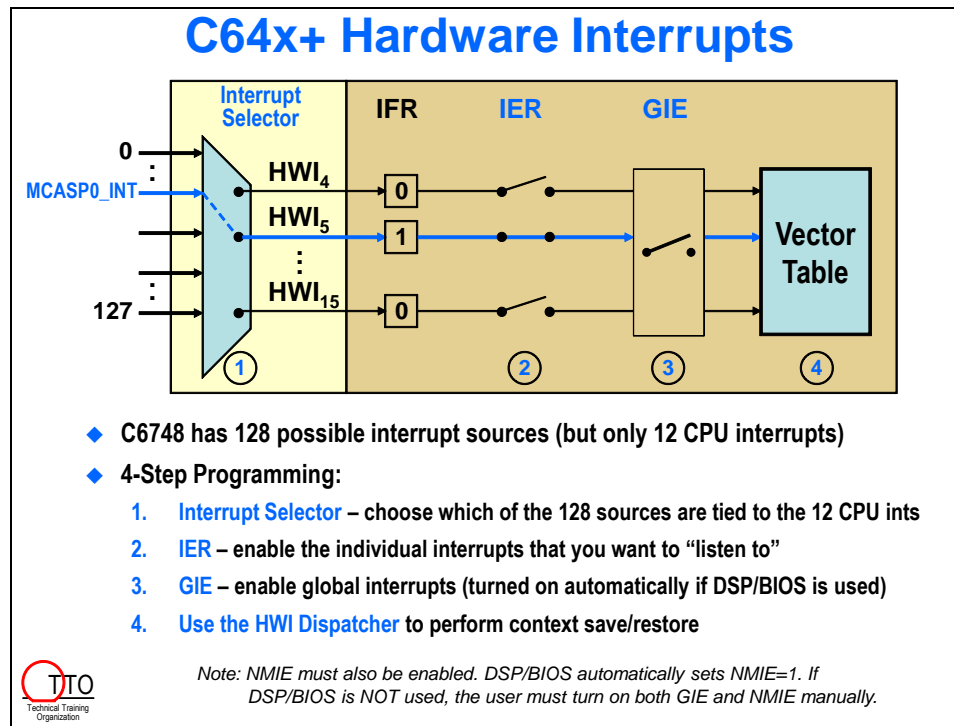 C64x+ Hardware Interrupts
Interrupt
Selector
IFR
IER
GIE
0
:
MCASP0_INT
:
127
HWI4
HWI5
⋮
HWI15
0
1
0
Vector
Table
1
2
3
4
◆ C6748 has 128 possible interrupt sources (but only 12 CPU interrupts)
◆ 4-Step Programming:
1. Interrupt Selector – choose which of the 128 sources are tied to the 12 CPU ints
2. IER – enable the individual interrupts that you want to “listen to”
3. GIE – enable global interrupts (turned on automatically if DSP/BIOS is used)
4. Use the HWI Dispatcher to perform context save/restore
TTO
Technical Training
Organization
Note: NMIE must also be enabled. DSP/BIOS automatically sets NMIE=1. If
DSP/BIOS is NOT used, the user must turn on both GIE and NMIE manually.